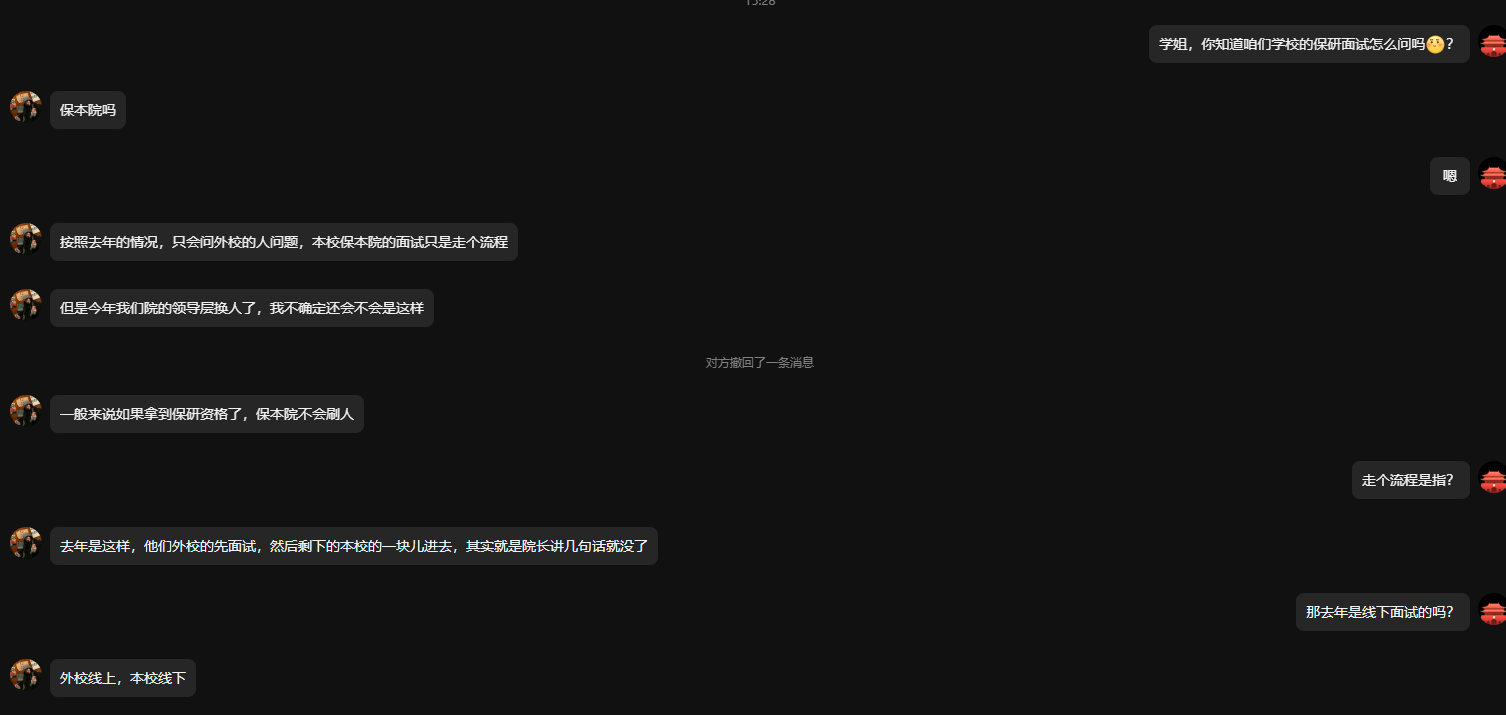 15:28
学姐，你知道咱们学校的保研面试怎么问吗🤭？
保本院吗
嗯
按照去年的情况，只会问外校的人问题，本校保本院的面试只是走个流程
但是今年我们院的领导层换人了，我不确定还会不会是这样
对方撤回了一条消息
一般来说如果拿到保研资格了，保本院不会刷人
走个流程是指？
去年是这样，他们外校的先面试，然后剩下的本校的一块儿进去，其实就是院长讲几句话就没了
那去年是线下面试的吗？
外校线上，本校线下